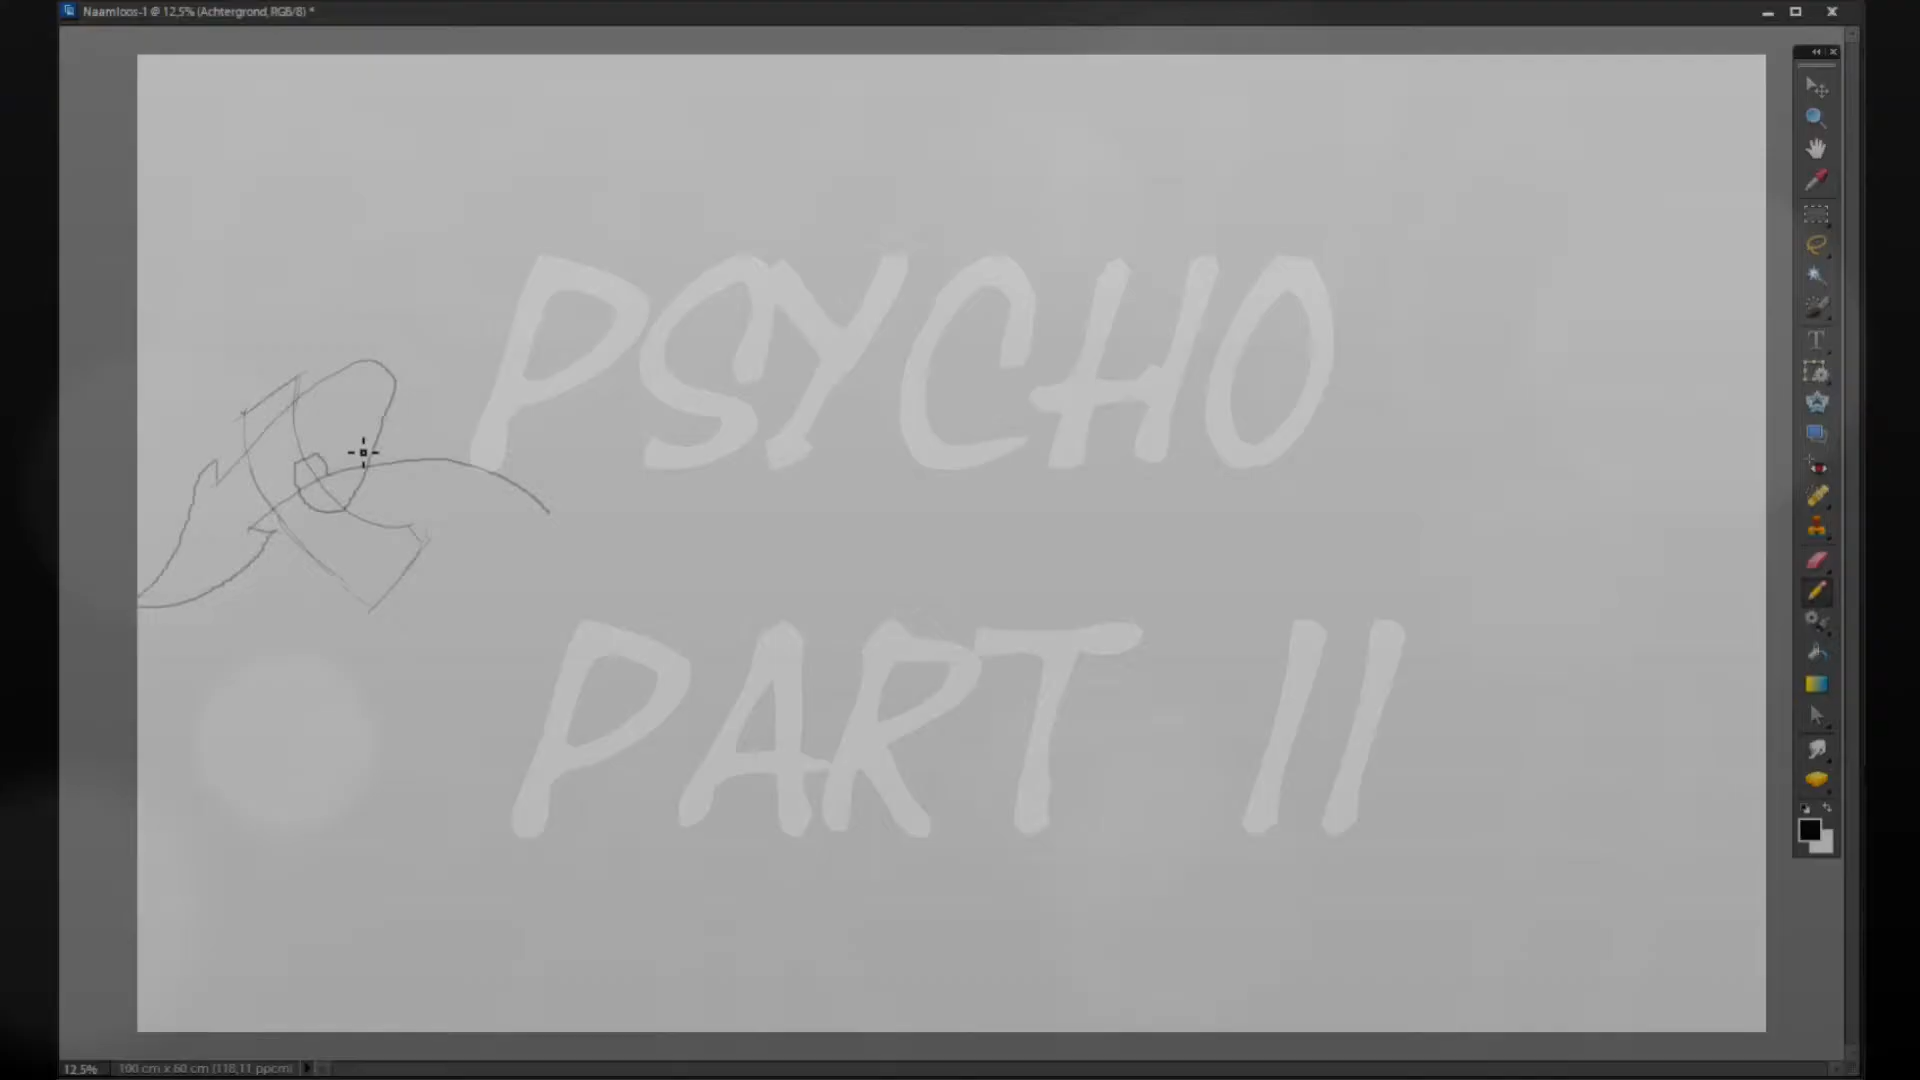 Naamloos-1 @ 12,5% (Achtergrond, RGB/8) *
PSYCHO
PART II
12,5%
100 cm x 60 cm (118,11 ppcm)